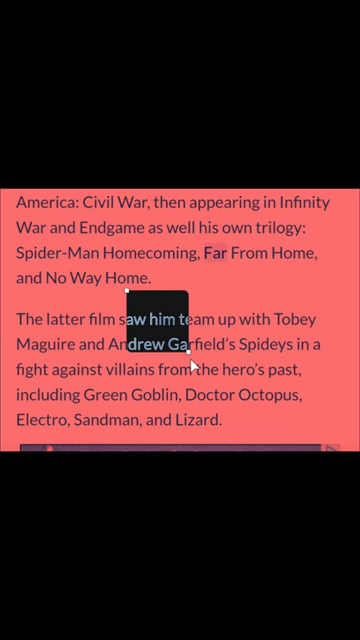 America: Civil War, then appearing in Infinity
War and Endgame as well his own trilogy:
Spider-Man Homecoming, Far From Home,
and No Way Home.
The latter film saw him team up with Tobey
Maguire and Andrew Garfield's Spideys in a
fight against villains from the hero's past,
including Green Goblin, Doctor Octopus,
Electro, Sandman, and Lizard.